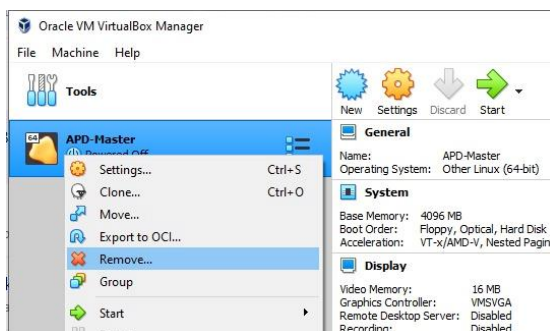 Oracle VM VirtualBox Manager
File Machine Help
Tools
New Settings Discard Start
64
APD-Master
Powered Off
Settings... Ctrl+S
Clone... Ctrl+O
Move...
Export to OCI...
Remove...
Group
Start
General
Name: APD-Master
Operating System: Other Linux (64-bit)
System
Base Memory: 4096 MB
Boot Order: Floppy, Optical, Hard Disk
Acceleration: VT-x/AMD-V, Nested Pagin
Display
Video Memory: 16 MB
Graphics Controller: VMSVGA
Remote Desktop Server: Disabled
Recording: Disabled